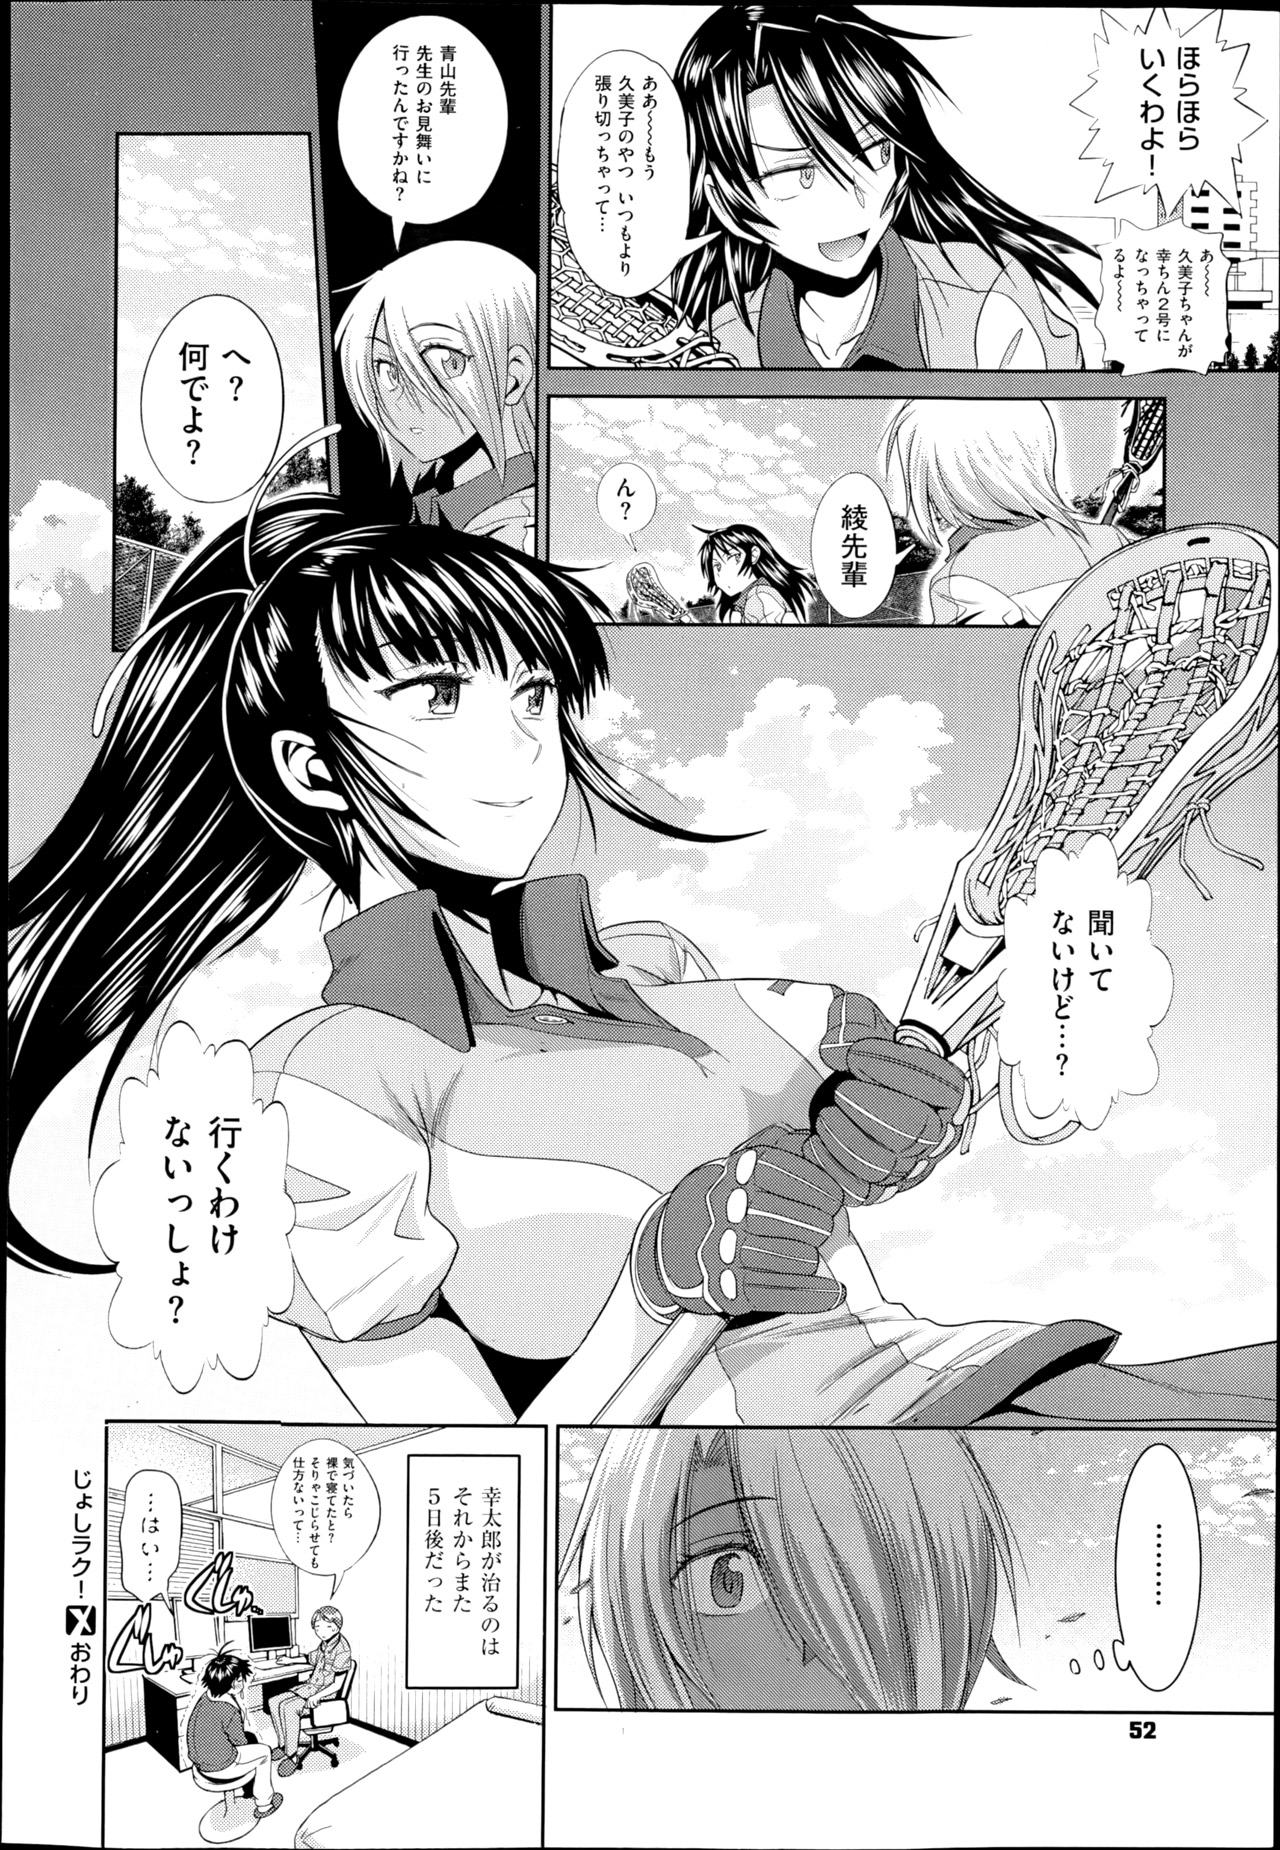 ほらほら
いくわよ！
あ～～
久美子ちゃんが
幸ちん２号に
なっちゃって
るよ～～
ああ～～～もう
久美子のやつ いつもより
張り切っちゃって…
綾先輩
ん？
青山先輩
先生のお見舞いに
行ったんですかね？
へ？
何でよ？
聞いて
ないけど…？
行くわけ
ないっしょ？
………
幸太郎が治るのは
それからまた
５日後だった
気づいたら
裸で寝てたと？
そりゃこじらせても
仕方ないって…
ぐしゅ…
…はい…
ぐしゅ
じょしラク！X おわり
52